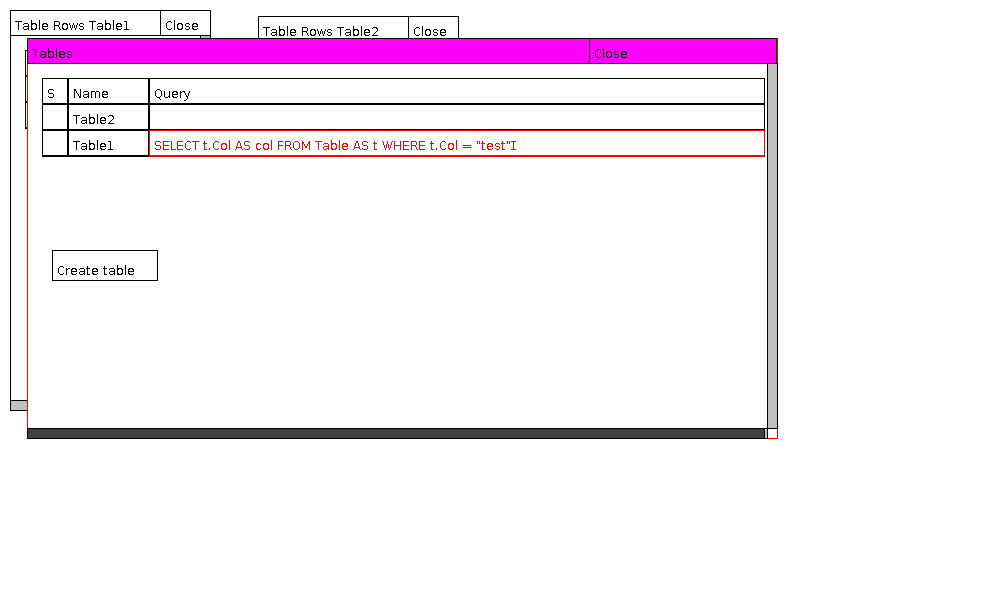 Table Rows Table1 Close
Table Rows Table2 Close
Tables Close
S Name Query
Table2
Table1 SELECT t.Col AS col FROM Table AS t WHERE t.Col = "test"I
Create table